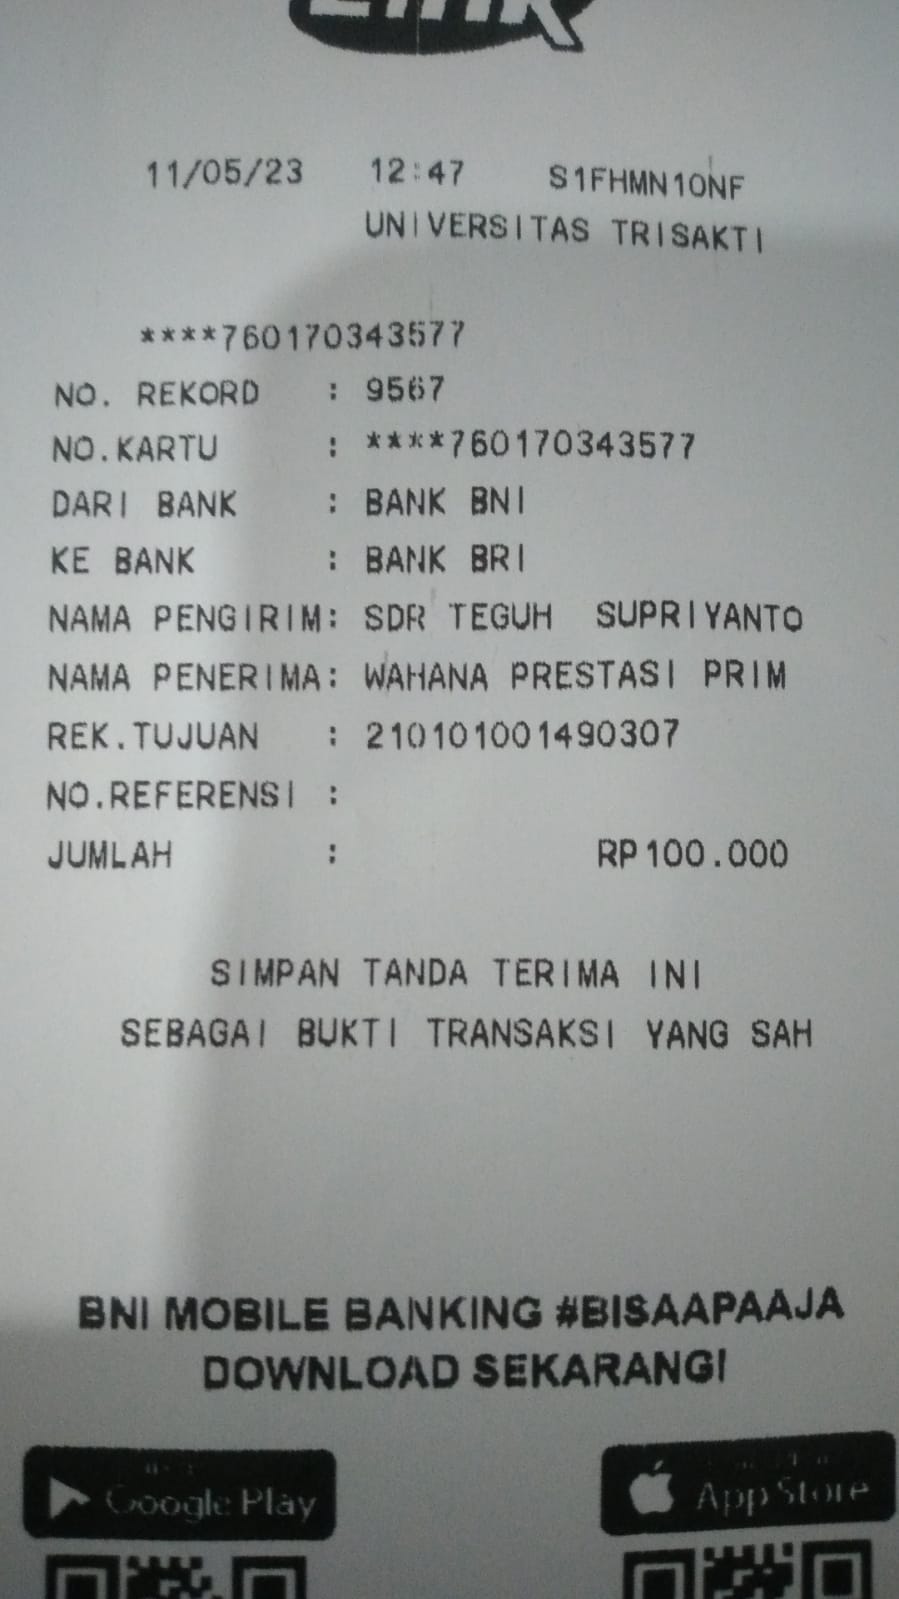 Link
11/05/23 12:47 S1FHMN10NF
UNIVERSITAS TRISAKTI
****760170343577
NO. REKORD : 9567
NO.KARTU : ****760170343577
DARI BANK : BANK BNI
KE BANK : BANK BRI
NAMA PENGIRIM: SDR TEGUH SUPRIYANTO
NAMA PENERIMA: WAHANA PRESTASI PRIM
REK.TUJUAN : 210101001490307
NO.REFERENSI :
JUMLAH : RP100.000
SIMPAN TANDA TERIMA INI
SEBAGAI BUKTI TRANSAKSI YANG SAH
BNI MOBILE BANKING #BISAAPAAJA
DOWNLOAD SEKARANG!
Google Play
App Store